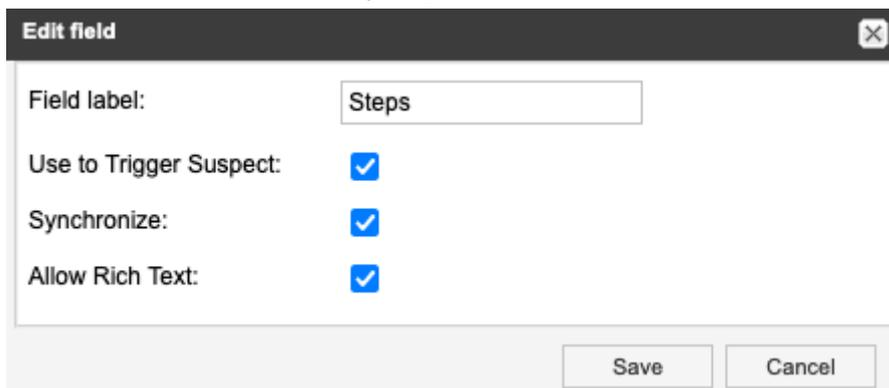 Edit field
Field label: Steps
Use to Trigger Suspect:
Synchronize:
Allow Rich Text:
Save Cancel